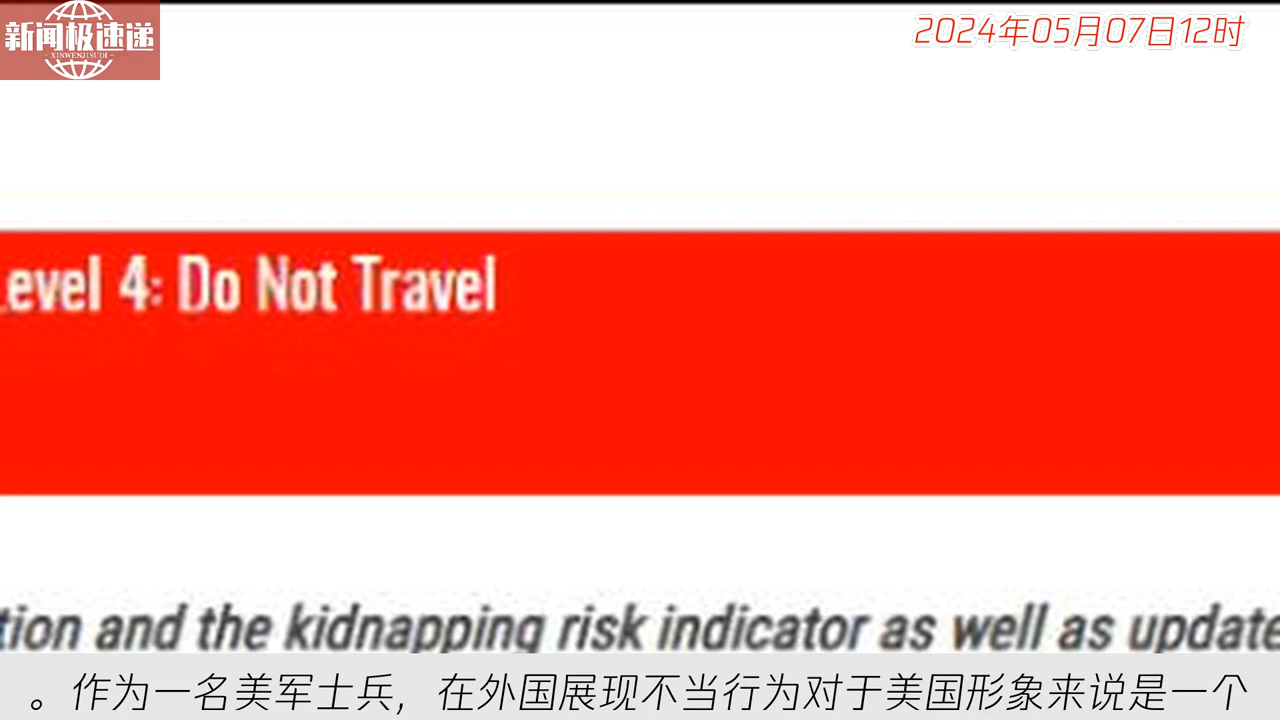 新闻极速递
XINWENJISUDI
2024年05月07日12时
Level 4: Do Not Travel
tion and the kidnapping risk indicator as well as update
。作为一名美军士兵，在外国展现不当行为对于美国形象来说是一个